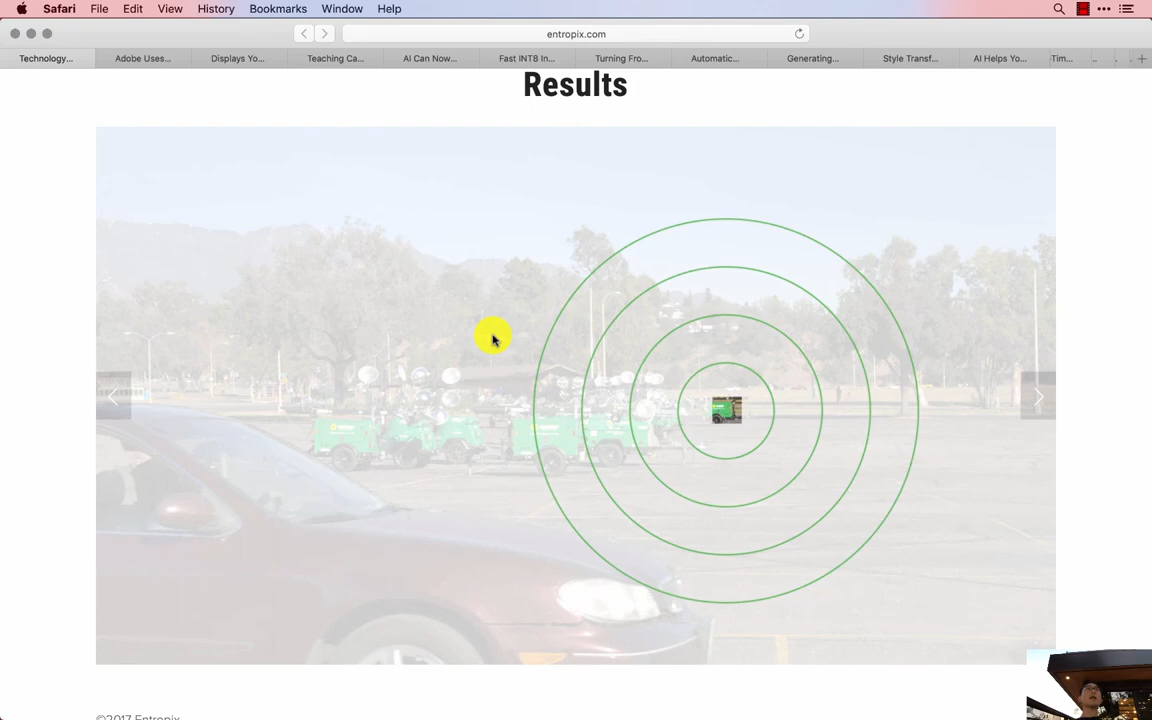 Safari File Edit View History Bookmarks Window Help
entropix.com
Technology... Adobe Uses... Displays Yo... Teaching Ca... AI Can Now... Fast INT8 In... Turning Fro... Automatic... Generating... Style Transf... AI Helps Yo... -Tim...
Results
©2017 Entropix